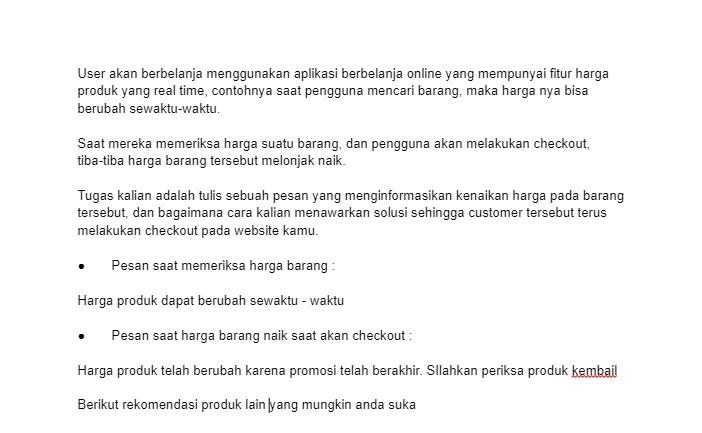 User akan berbelanja menggunakan aplikasi berbelanja online yang mempunyai fitur harga
produk yang real time, contohnya saat pengguna mencari barang, maka harga nya bisa
berubah sewaktu-waktu.
Saat mereka memeriksa harga suatu barang, dan pengguna akan melakukan checkout,
tiba-tiba harga barang tersebut melonjak naik.
Tugas kalian adalah tulis sebuah pesan yang menginformasikan kenaikan harga pada barang
tersebut, dan bagaimana cara kalian menawarkan solusi sehingga customer tersebut terus
melakukan checkout pada website kamu.
● Pesan saat memeriksa harga barang :
Harga produk dapat berubah sewaktu - waktu
● Pesan saat harga barang naik saat akan checkout :
Harga produk telah berubah karena promosi telah berakhir. SIlahkan periksa produk kembail
Berikut rekomendasi produk lain yang mungkin anda suka